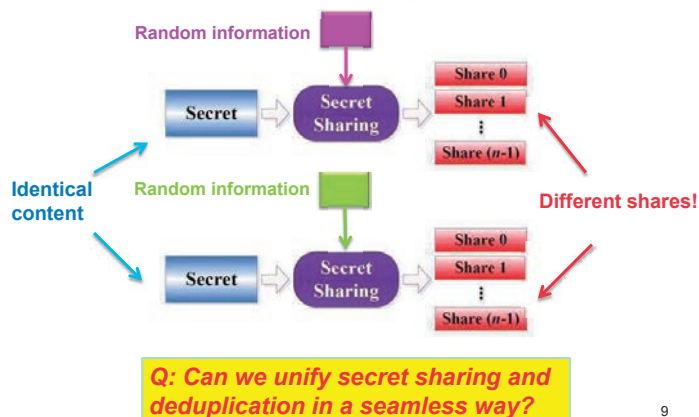 Random information
Share 0
Secret
Secret
Sharing
Share 1
⋮
Share (n-1)
Identical
content
Random information
Different shares!
Share 0
Secret
Secret
Sharing
Share 1
⋮
Share (n-1)
Q: Can we unify secret sharing and
deduplication in a seamless way?
9